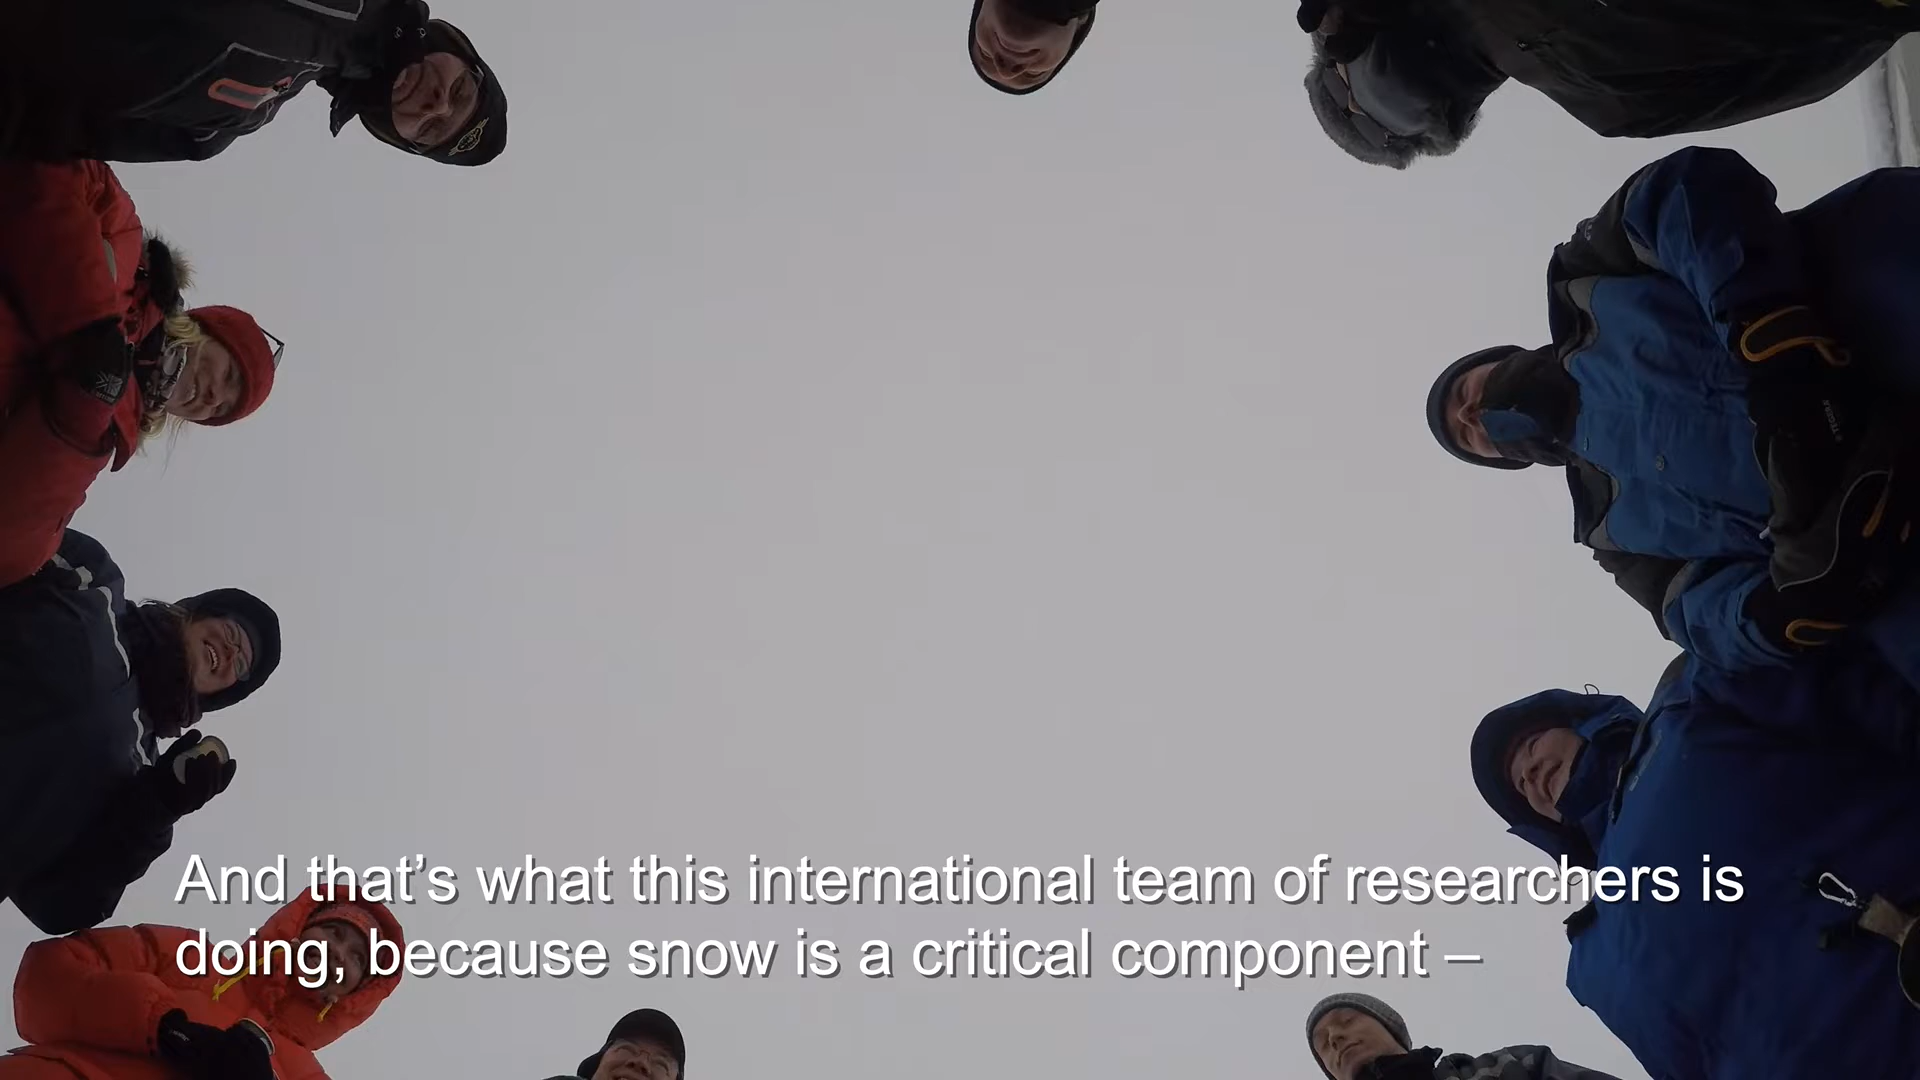 And that’s what this international team of researchers is
doing, because snow is a critical component –